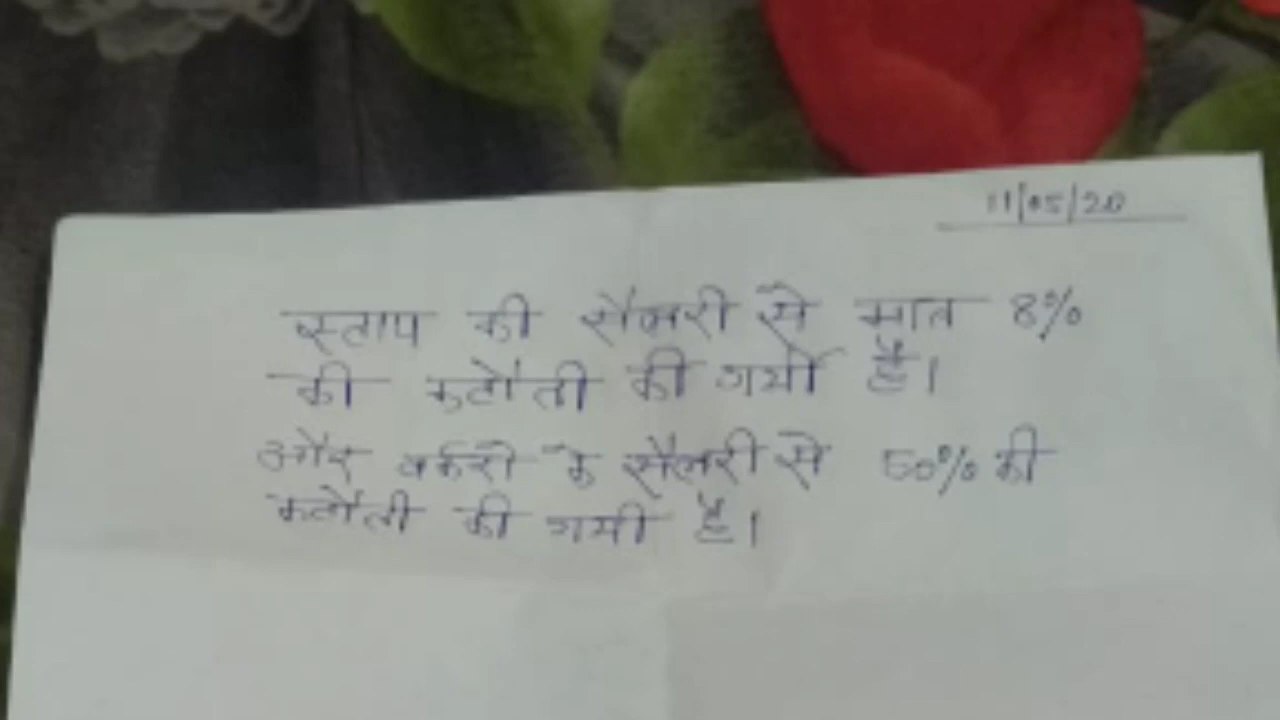 11/05/20
स्ताप की सैलरी से मात्र 8%
की कटौती की गयी है।
और वर्करो के सैलरी से 50% की
कटौती की गयी है।